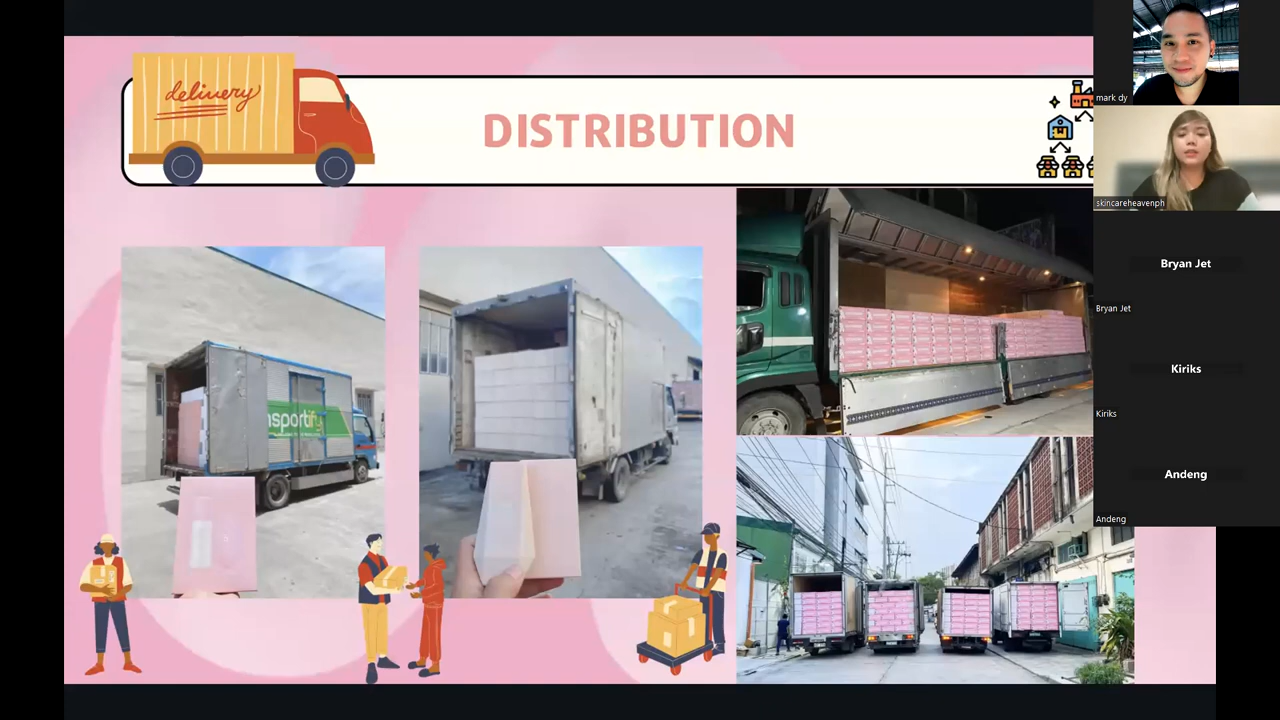 delivery
DISTRIBUTION
nsportify
mark dy
skincareheavenph
Bryan Jet
Bryan Jet
Kiriks
Kiriks
Andeng
Andeng